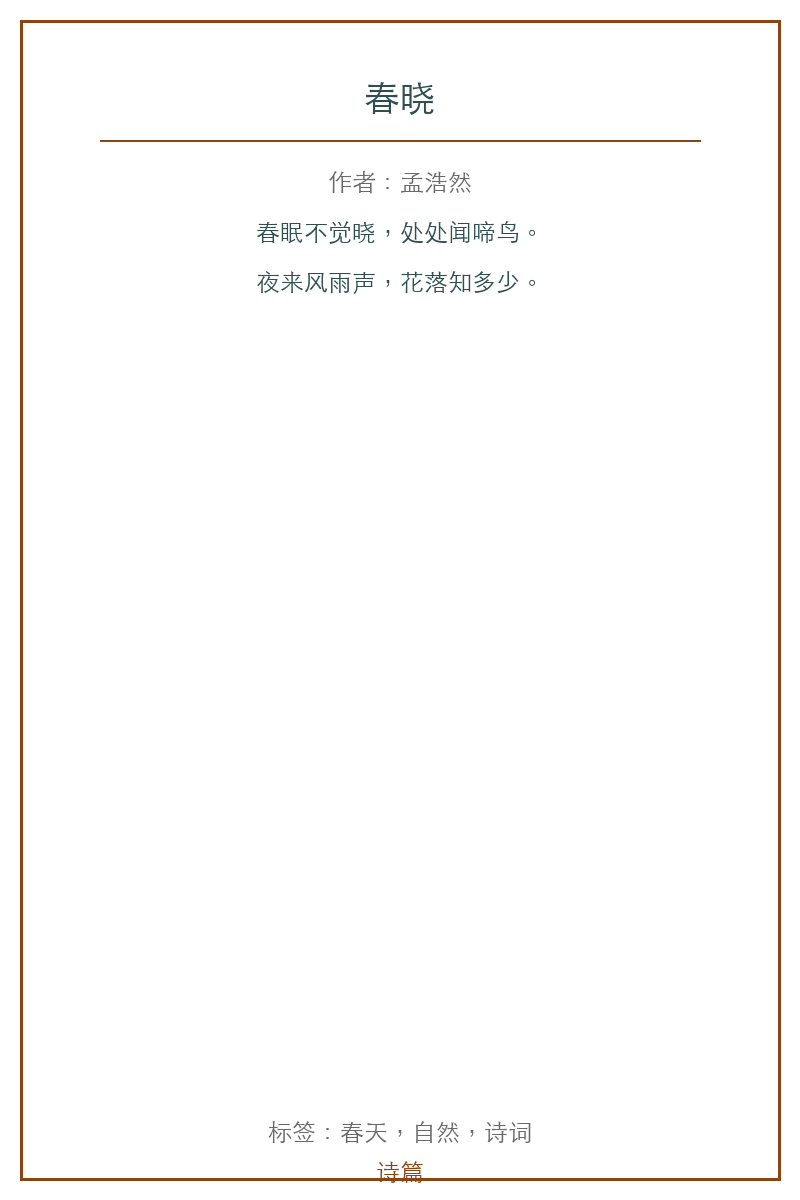 春晓
作者：孟浩然
春眠不觉晓，处处闻啼鸟。
夜来风雨声，花落知多少。
标签：春天，自然，诗词
诗篇